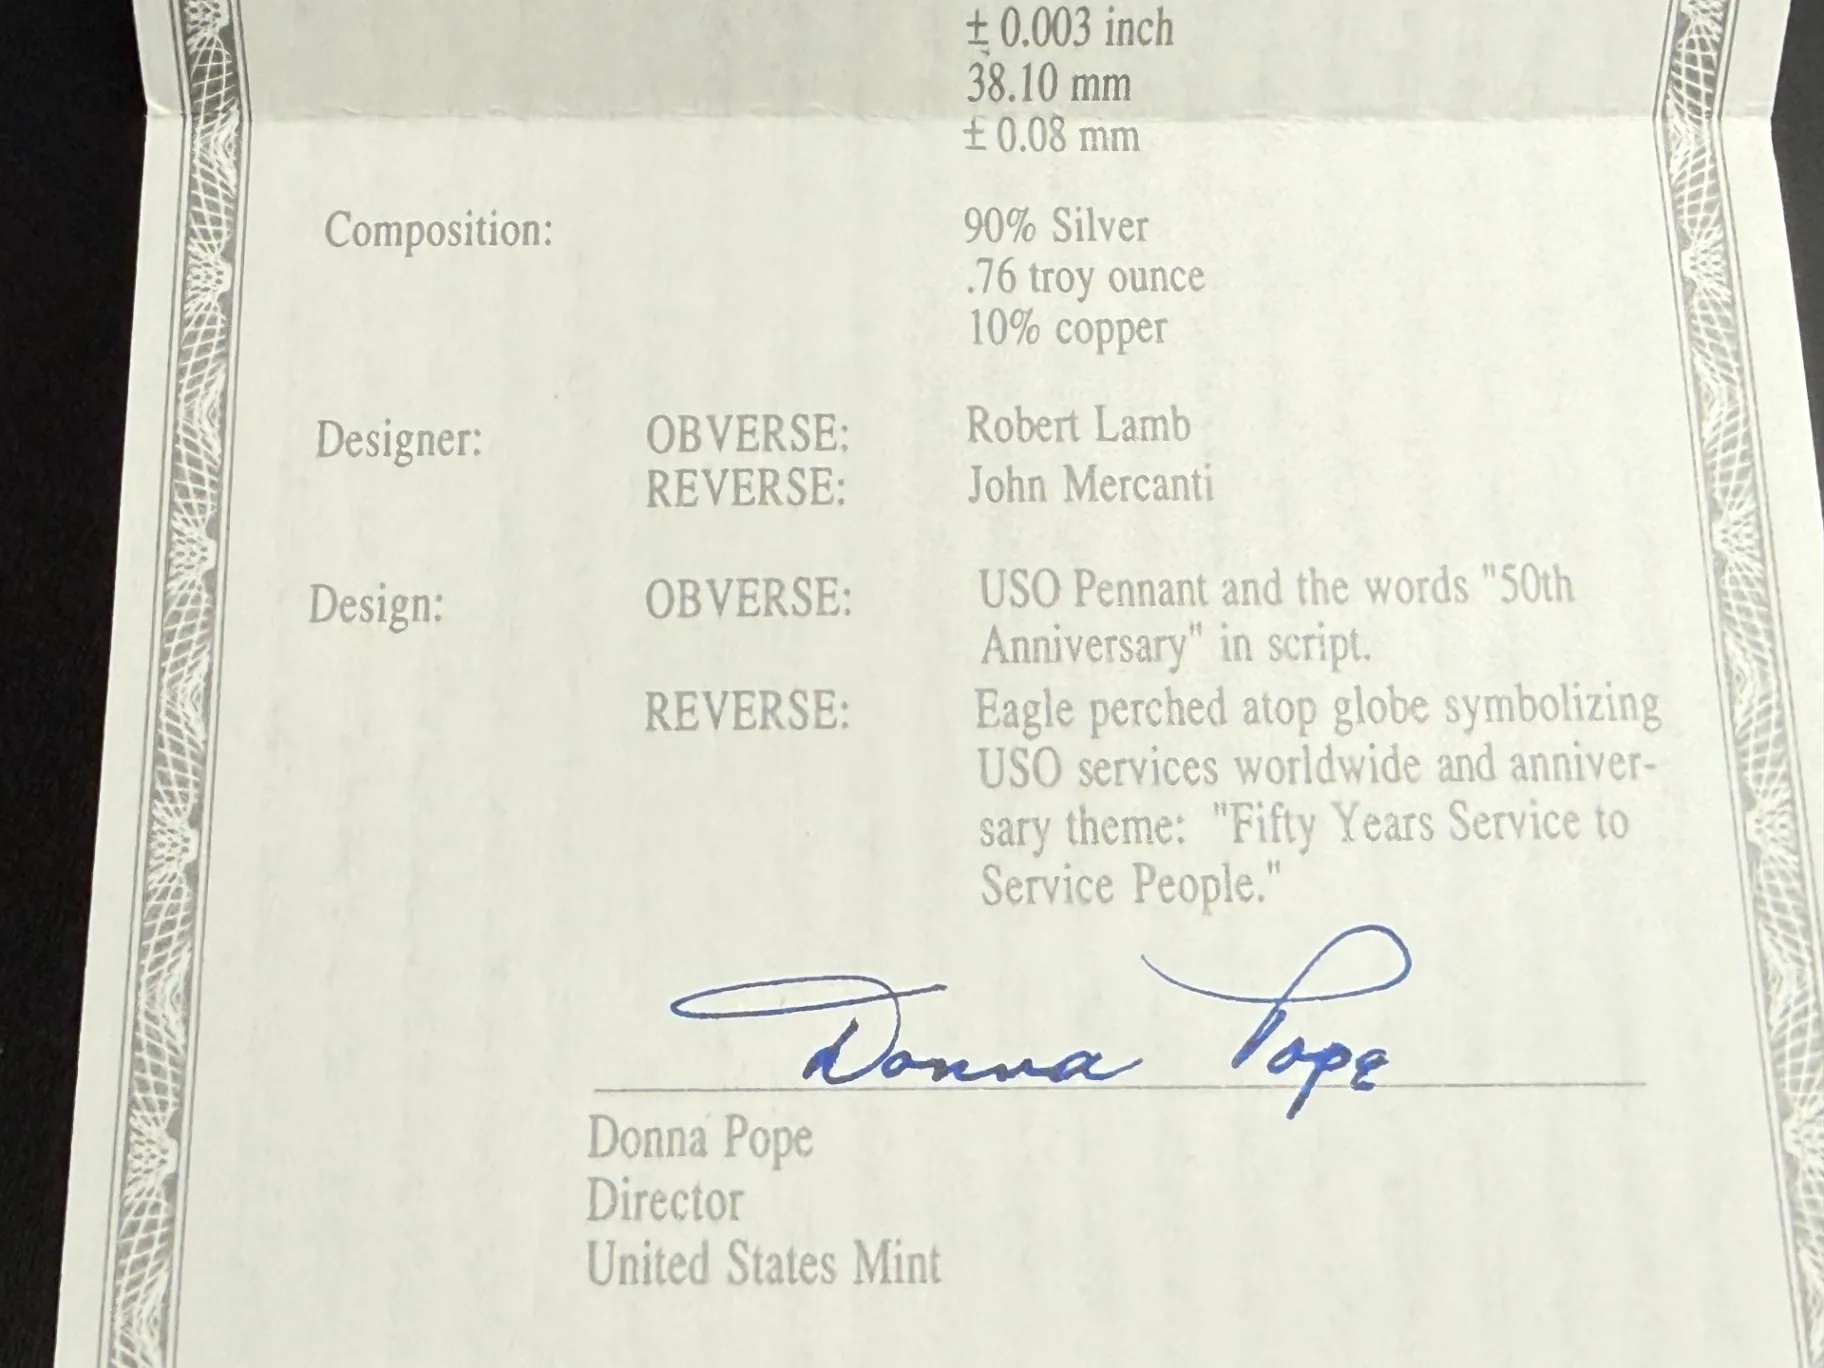 ± 0.003 inch
38.10 mm
± 0.08 mm
Composition: 90% Silver
.76 troy ounce
10% copper
Designer: OBVERSE: Robert Lamb
REVERSE: John Mercanti
Design: OBVERSE: USO Pennant and the words "50th
Anniversary" in script.
REVERSE: Eagle perched atop globe symbolizing
USO services worldwide and anniver-
sary theme: "Fifty Years Service to
Service People."
Donna Pope
Donna Pope
Director
United States Mint